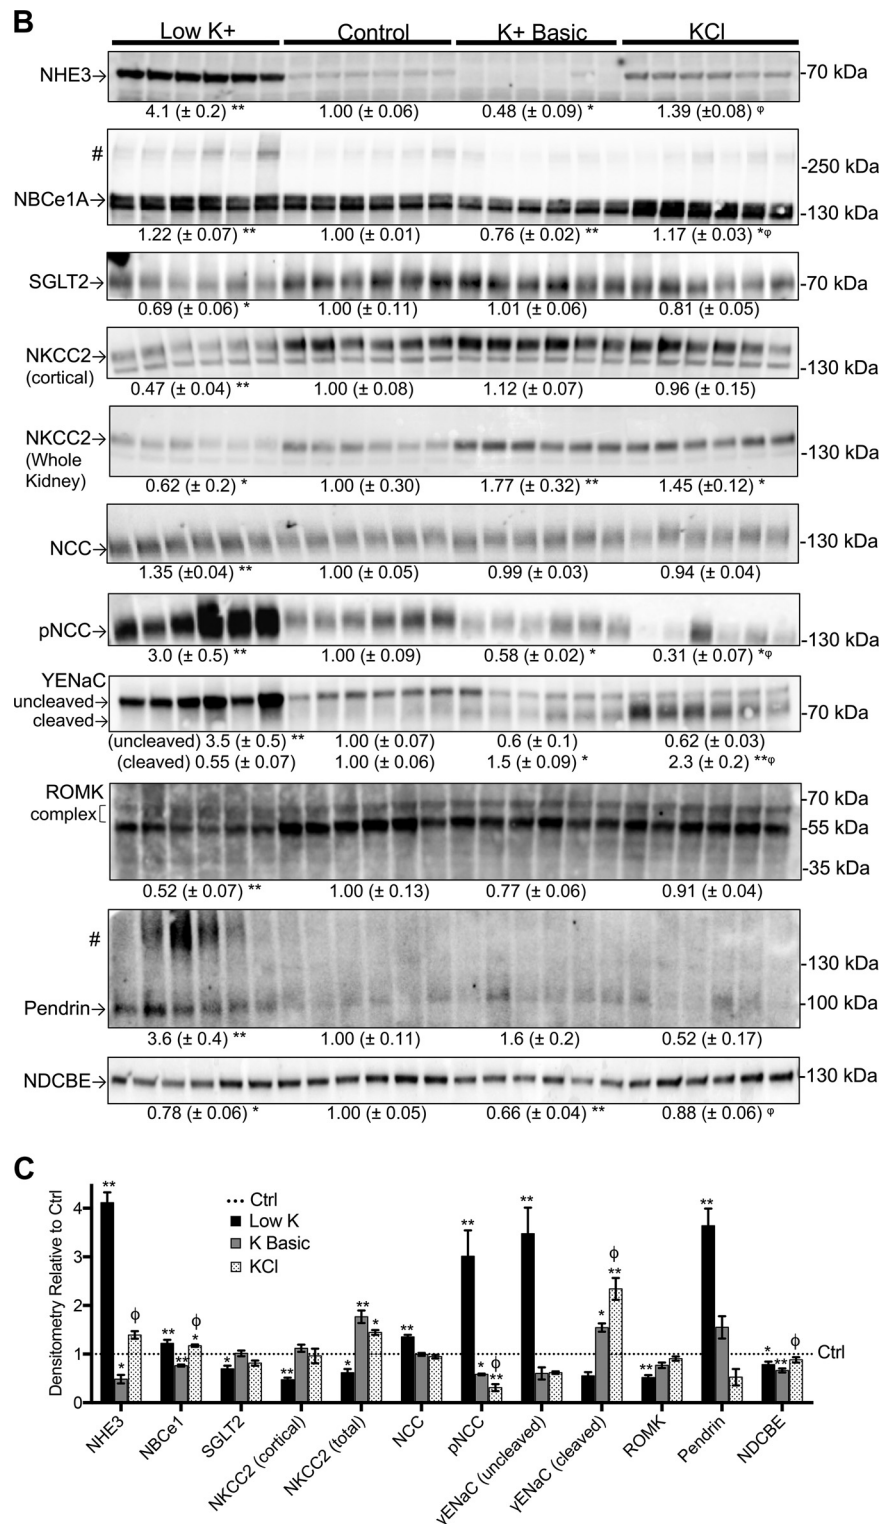 B
Low K+ Control K+ Basic KCl
NHE3→ -70 kDa
4.1 (± 0.2) ** 1.00 (± 0.06) 0.48 (± 0.09) * 1.39 (±0.08) φ
# -250 kDa
NBCe1A→ -130 kDa
1.22 (± 0.07) ** 1.00 (± 0.01) 0.76 (± 0.02) ** 1.17 (± 0.03) *φ
SGLT2→ -70 kDa
0.69 (± 0.06) * 1.00 (± 0.11) 1.01 (± 0.06) 0.81 (± 0.05)
NKCC2→ -130 kDa
(cortical)
0.47 (± 0.04) ** 1.00 (± 0.08) 1.12 (± 0.07) 0.96 (± 0.15)
NKCC2→ -130 kDa
(Whole
Kidney)
0.62 (± 0.2) * 1.00 (± 0.30) 1.77 (± 0.32) ** 1.45 (±0.12) *
NCC→ -130 kDa
1.35 (±0.04) ** 1.00 (± 0.05) 0.99 (± 0.03) 0.94 (± 0.04)
pNCC→ -130 kDa
3.0 (± 0.5) ** 1.00 (± 0.09) 0.58 (± 0.02) * 0.31 (± 0.07) *φ
YENaC
uncleaved→
cleaved→ -70 kDa
(uncleaved) 3.5 (± 0.5) ** 1.00 (± 0.07) 0.6 (± 0.1) 0.62 (± 0.03)
(cleaved) 0.55 (± 0.07) 1.00 (± 0.06) 1.5 (± 0.09) * 2.3 (± 0.2) **φ
ROMK -70 kDa
complex[ -55 kDa
-35 kDa
0.52 (± 0.07) ** 1.00 (± 0.13) 0.77 (± 0.06) 0.91 (± 0.04)
#
-130 kDa
Pendrin→ -100 kDa
3.6 (± 0.4) ** 1.00 (± 0.11) 1.6 (± 0.2) 0.52 (± 0.17)
NDCBE→ -130 kDa
0.78 (± 0.06) * 1.00 (± 0.05) 0.66 (± 0.04) ** 0.88 (± 0.06) φ
C
Densitometry Relative to Ctrl
4
3
2
1
0
Ctrl
Low K
K Basic
KCl
** * ϕ
** ** ϕ *
*
**
* ** *
**
** * ϕ **
**
* ϕ **
**
**
* ** ϕ
Ctrl
NHE3
NBCe1
SGLT2
NKCC2 (cortical)
NKCC2 (total)
NCC
pNCC
γENaC (uncleaved)
γENaC (cleaved)
ROMK
Pendrin
NDCBE